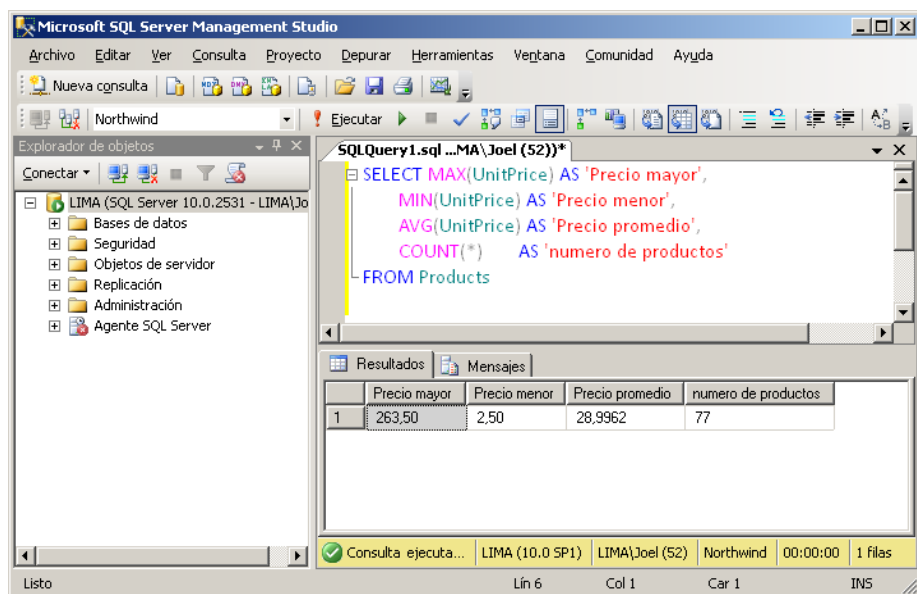 Microsoft SQL Server Management Studio
Archivo Editar Ver Consulta Proyecto Depurar Herramientas Ventana Comunidad Ayuda
Nueva consulta
Northwind Ejecutar
Explorador de objetos
Conectar
LIMA (SQL Server 10.0.2531 - LIMA\Jo
Bases de datos
Seguridad
Objetos de servidor
Replicación
Administración
Agente SQL Server
SQLQuery1.sql ...MA\Joel (52))*
SELECT MAX(UnitPrice) AS 'Precio mayor',
MIN(UnitPrice) AS 'Precio menor',
AVG(UnitPrice) AS 'Precio promedio',
COUNT(*) AS 'numero de productos'
FROM Products
Resultados Mensajes
Precio mayor Precio menor Precio promedio numero de productos
1 263,50 2,50 28,9962 77
Consulta ejecuta... LIMA (10.0 SP1) LIMA\Joel (52) Northwind 00:00:00 1 filas
Listo Lín 6 Col 1 Car 1 INS